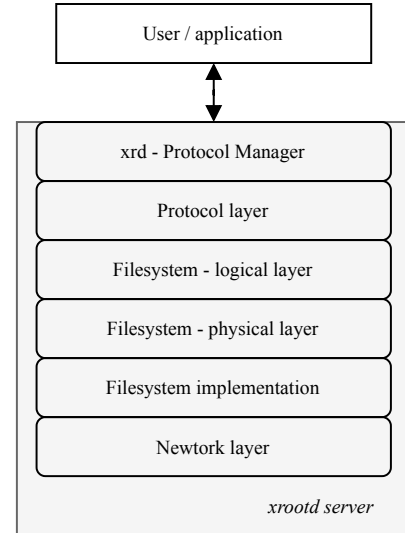 User / application
xrd - Protocol Manager
Protocol layer
Filesystem - logical layer
Filesystem - physical layer
Filesystem implementation
Newtork layer
xrootd server